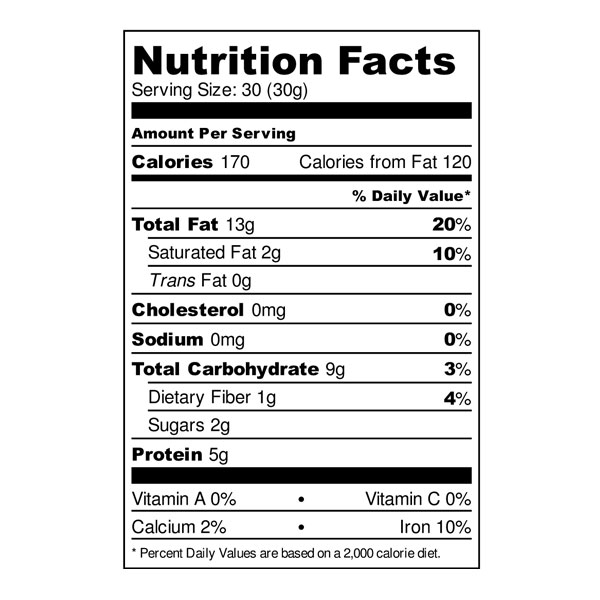 Nutrition Facts
Serving Size: 30 (30g)
Amount Per Serving
Calories 170 Calories from Fat 120
% Daily Value*
Total Fat 13g 20%
Saturated Fat 2g 10%
Trans Fat 0g
Cholesterol 0mg 0%
Sodium 0mg 0%
Total Carbohydrate 9g 3%
Dietary Fiber 1g 4%
Sugars 2g
Protein 5g
Vitamin A 0% • Vitamin C 0%
Calcium 2% • Iron 10%
* Percent Daily Values are based on a 2,000 calorie diet.